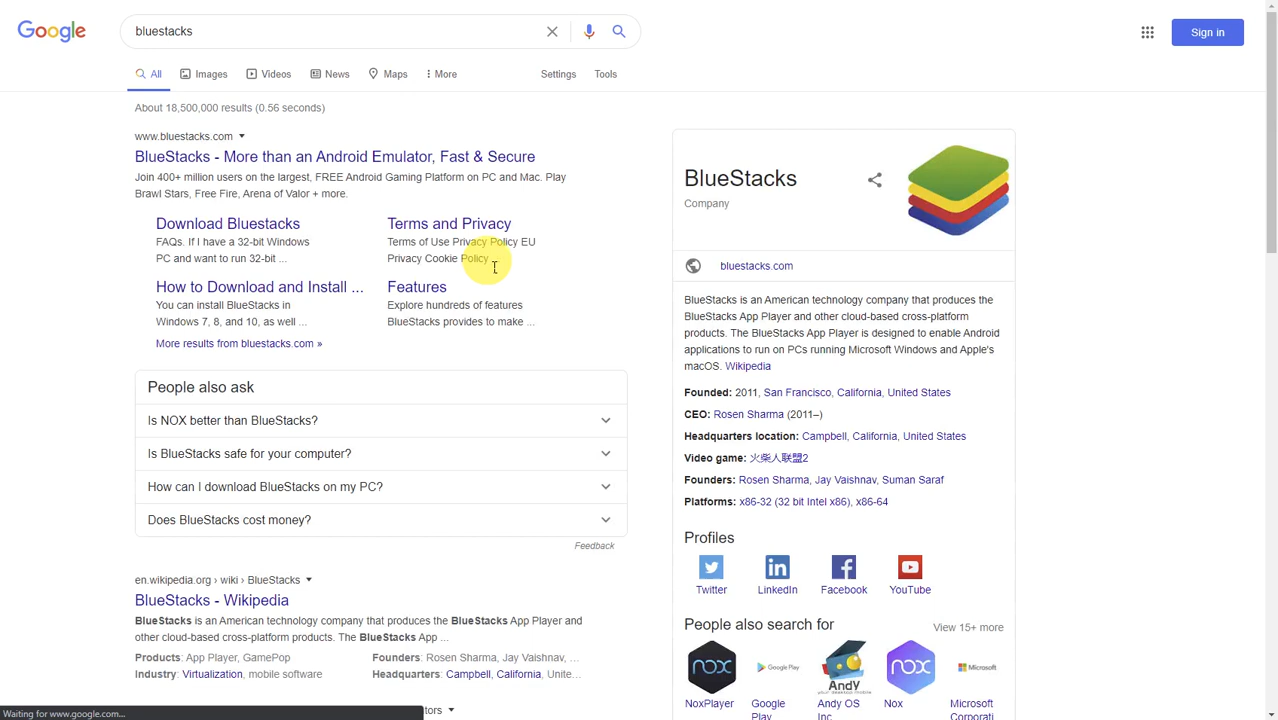 Google
bluestacks
Sign in
All
Images
Videos
News
Maps
More
Settings
Tools
About 18,500,000 results (0.56 seconds)
www.bluestacks.com
BlueStacks - More than an Android Emulator, Fast & Secure
Join 400+ million users on the largest, FREE Android Gaming Platform on PC and Mac. Play
Brawl Stars, Free Fire, Arena of Valor + more.
Download Bluestacks
FAQs. If I have a 32-bit Windows
PC and want to run 32-bit ...
Terms and Privacy
Terms of Use Privacy Policy EU
Privacy Cookie Policy
How to Download and Install ...
You can install BlueStacks in
Windows 7, 8, and 10, as well ...
Features
Explore hundreds of features
BlueStacks provides to make ...
More results from bluestacks.com »
People also ask
Is NOX better than BlueStacks?
Is BlueStacks safe for your computer?
How can I download BlueStacks on my PC?
Does BlueStacks cost money?
Feedback
en.wikipedia.org › wiki › BlueStacks
BlueStacks - Wikipedia
BlueStacks is an American technology company that produces the BlueStacks App Player and
other cloud-based cross-platform products. The BlueStacks App ...
Products: App Player, GamePop
Founders: Rosen Sharma, Jay Vaishnav, ...
Industry: Virtualization, mobile software
Headquarters: Campbell, California, Unite...
Waiting for www.google.com...
BlueStacks
Company
bluestacks.com
BlueStacks is an American technology company that produces the
BlueStacks App Player and other cloud-based cross-platform
products. The BlueStacks App Player is designed to enable Android
applications to run on PCs running Microsoft Windows and Apple's
macOS. Wikipedia
Founded: 2011, San Francisco, California, United States
CEO: Rosen Sharma (2011–)
Headquarters location: Campbell, California, United States
Video game: 火柴人联盟2
Founders: Rosen Sharma, Jay Vaishnav, Suman Saraf
Platforms: x86-32 (32 bit Intel x86), x86-64
Profiles
Twitter
LinkedIn
Facebook
YouTube
People also search for
View 15+ more
nox
Google Play
AndY
nox
Microsoft
NoxPlayer
Google
Play
Andy OS
Inc
Nox
Microsoft
Corporati